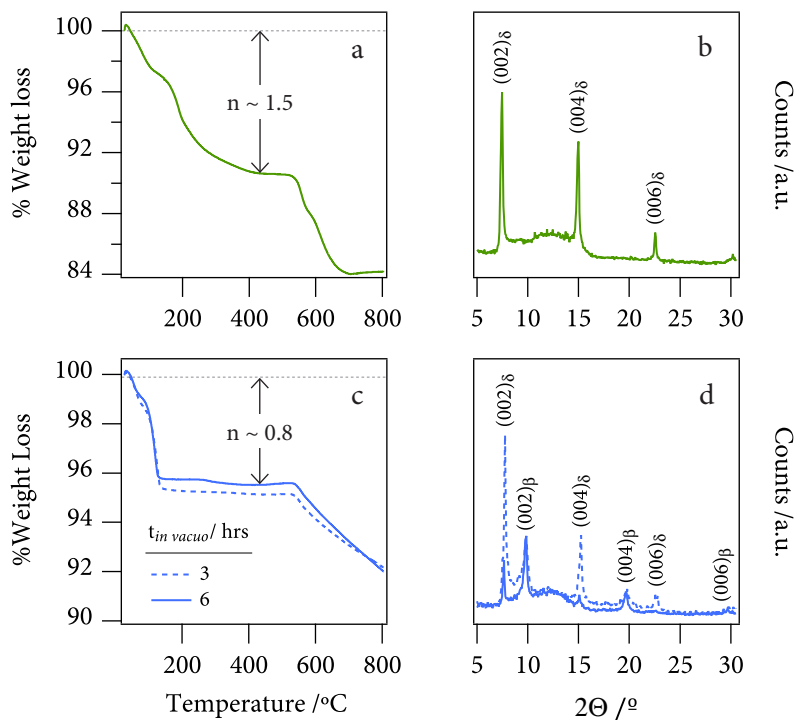 a
100
96
92
88
84
% Weight loss
n ~ 1.5
200
400
600
800
b
(002)δ
(004)δ
(006)δ
Counts /a.u.
5
10
15
20
25
30
c
100
98
96
94
92
90
%Weight Loss
n ~ 0.8
t in vacuo/ hrs
3
6
200
400
600
800
Temperature /ºC
d
(002)δ
(002)β
(004)δ
(004)β
(006)δ
(006)β
Counts /a.u.
5
10
15
20
25
30
2Θ /º